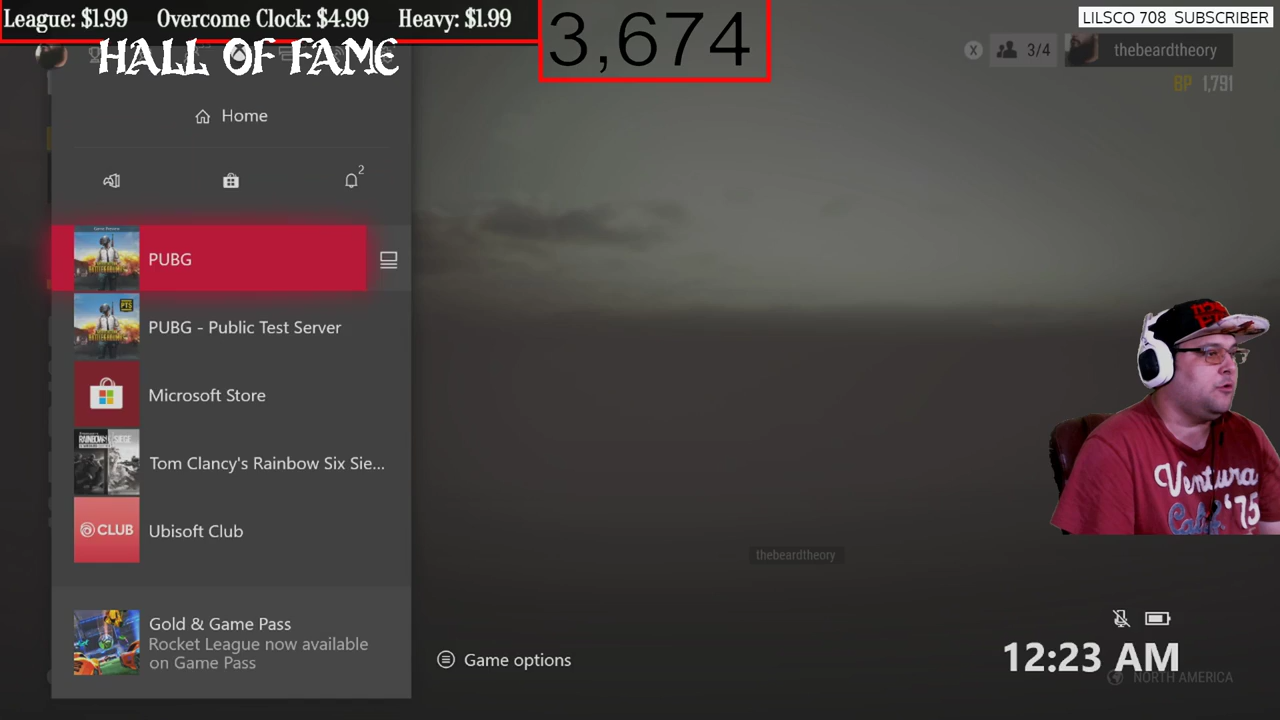 League: $1.99 Overcome Clock: $4.99 Heavy: $1.99
HALL OF FAME
3,674
LILSCO 708 SUBSCRIBER
X 3/4 thebeardtheory
BP 1,791
Home
2
PUBG
PUBG - Public Test Server
Microsoft Store
Tom Clancy's Rainbow Six Sie...
CLUB Ubisoft Club
Gold & Game Pass
Rocket League now available
on Game Pass
thebeardtheory
Game options
12:23 AM
NORTH AMERICA
Ventura
Cal. '75